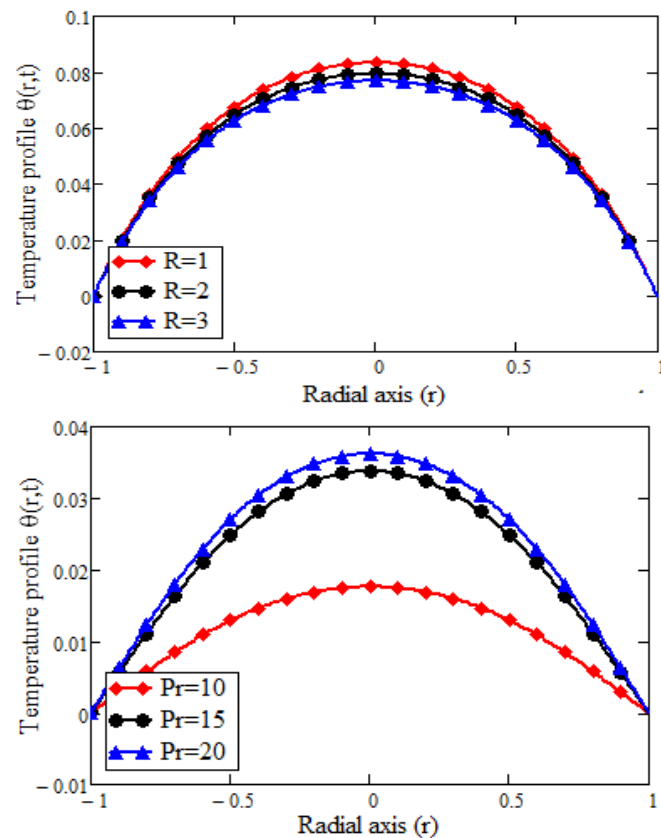 Temperature profile θ(r,t)
0.1
0.08
0.06
0.04
0.02
0
−0.02
R=1
R=2
R=3
−1
−0.5
0
0.5
1
Radial axis (r)
Temperature profile θ(r,t)
0.04
0.03
0.02
0.01
0
−0.01
Pr=10
Pr=15
Pr=20
−1
−0.5
0
0.5
1
Radial axis (r)